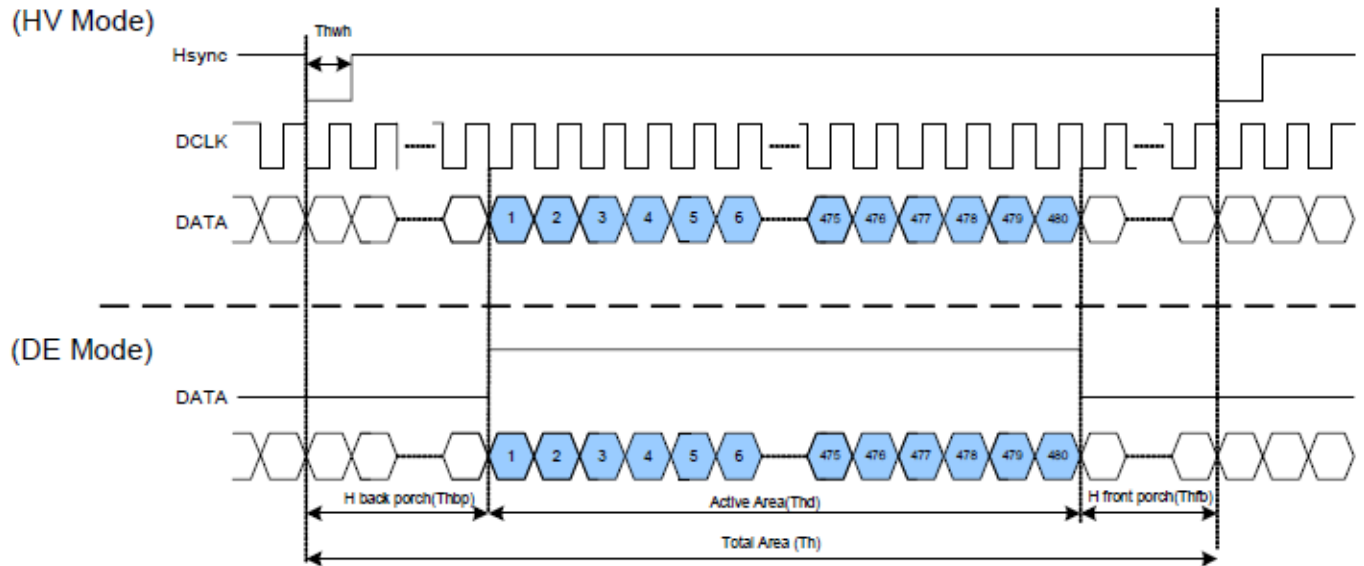 (HV Mode)
Thwh
Hsync
DCLK
DATA
1 2 3 4 5 6 475 476 477 478 479 480
(DE Mode)
DATA
1 2 3 4 5 6 475 476 477 478 479 480
H back porch(Thbp)
Active Area(Thd)
H front porch(Thfb)
Total Area (Th)